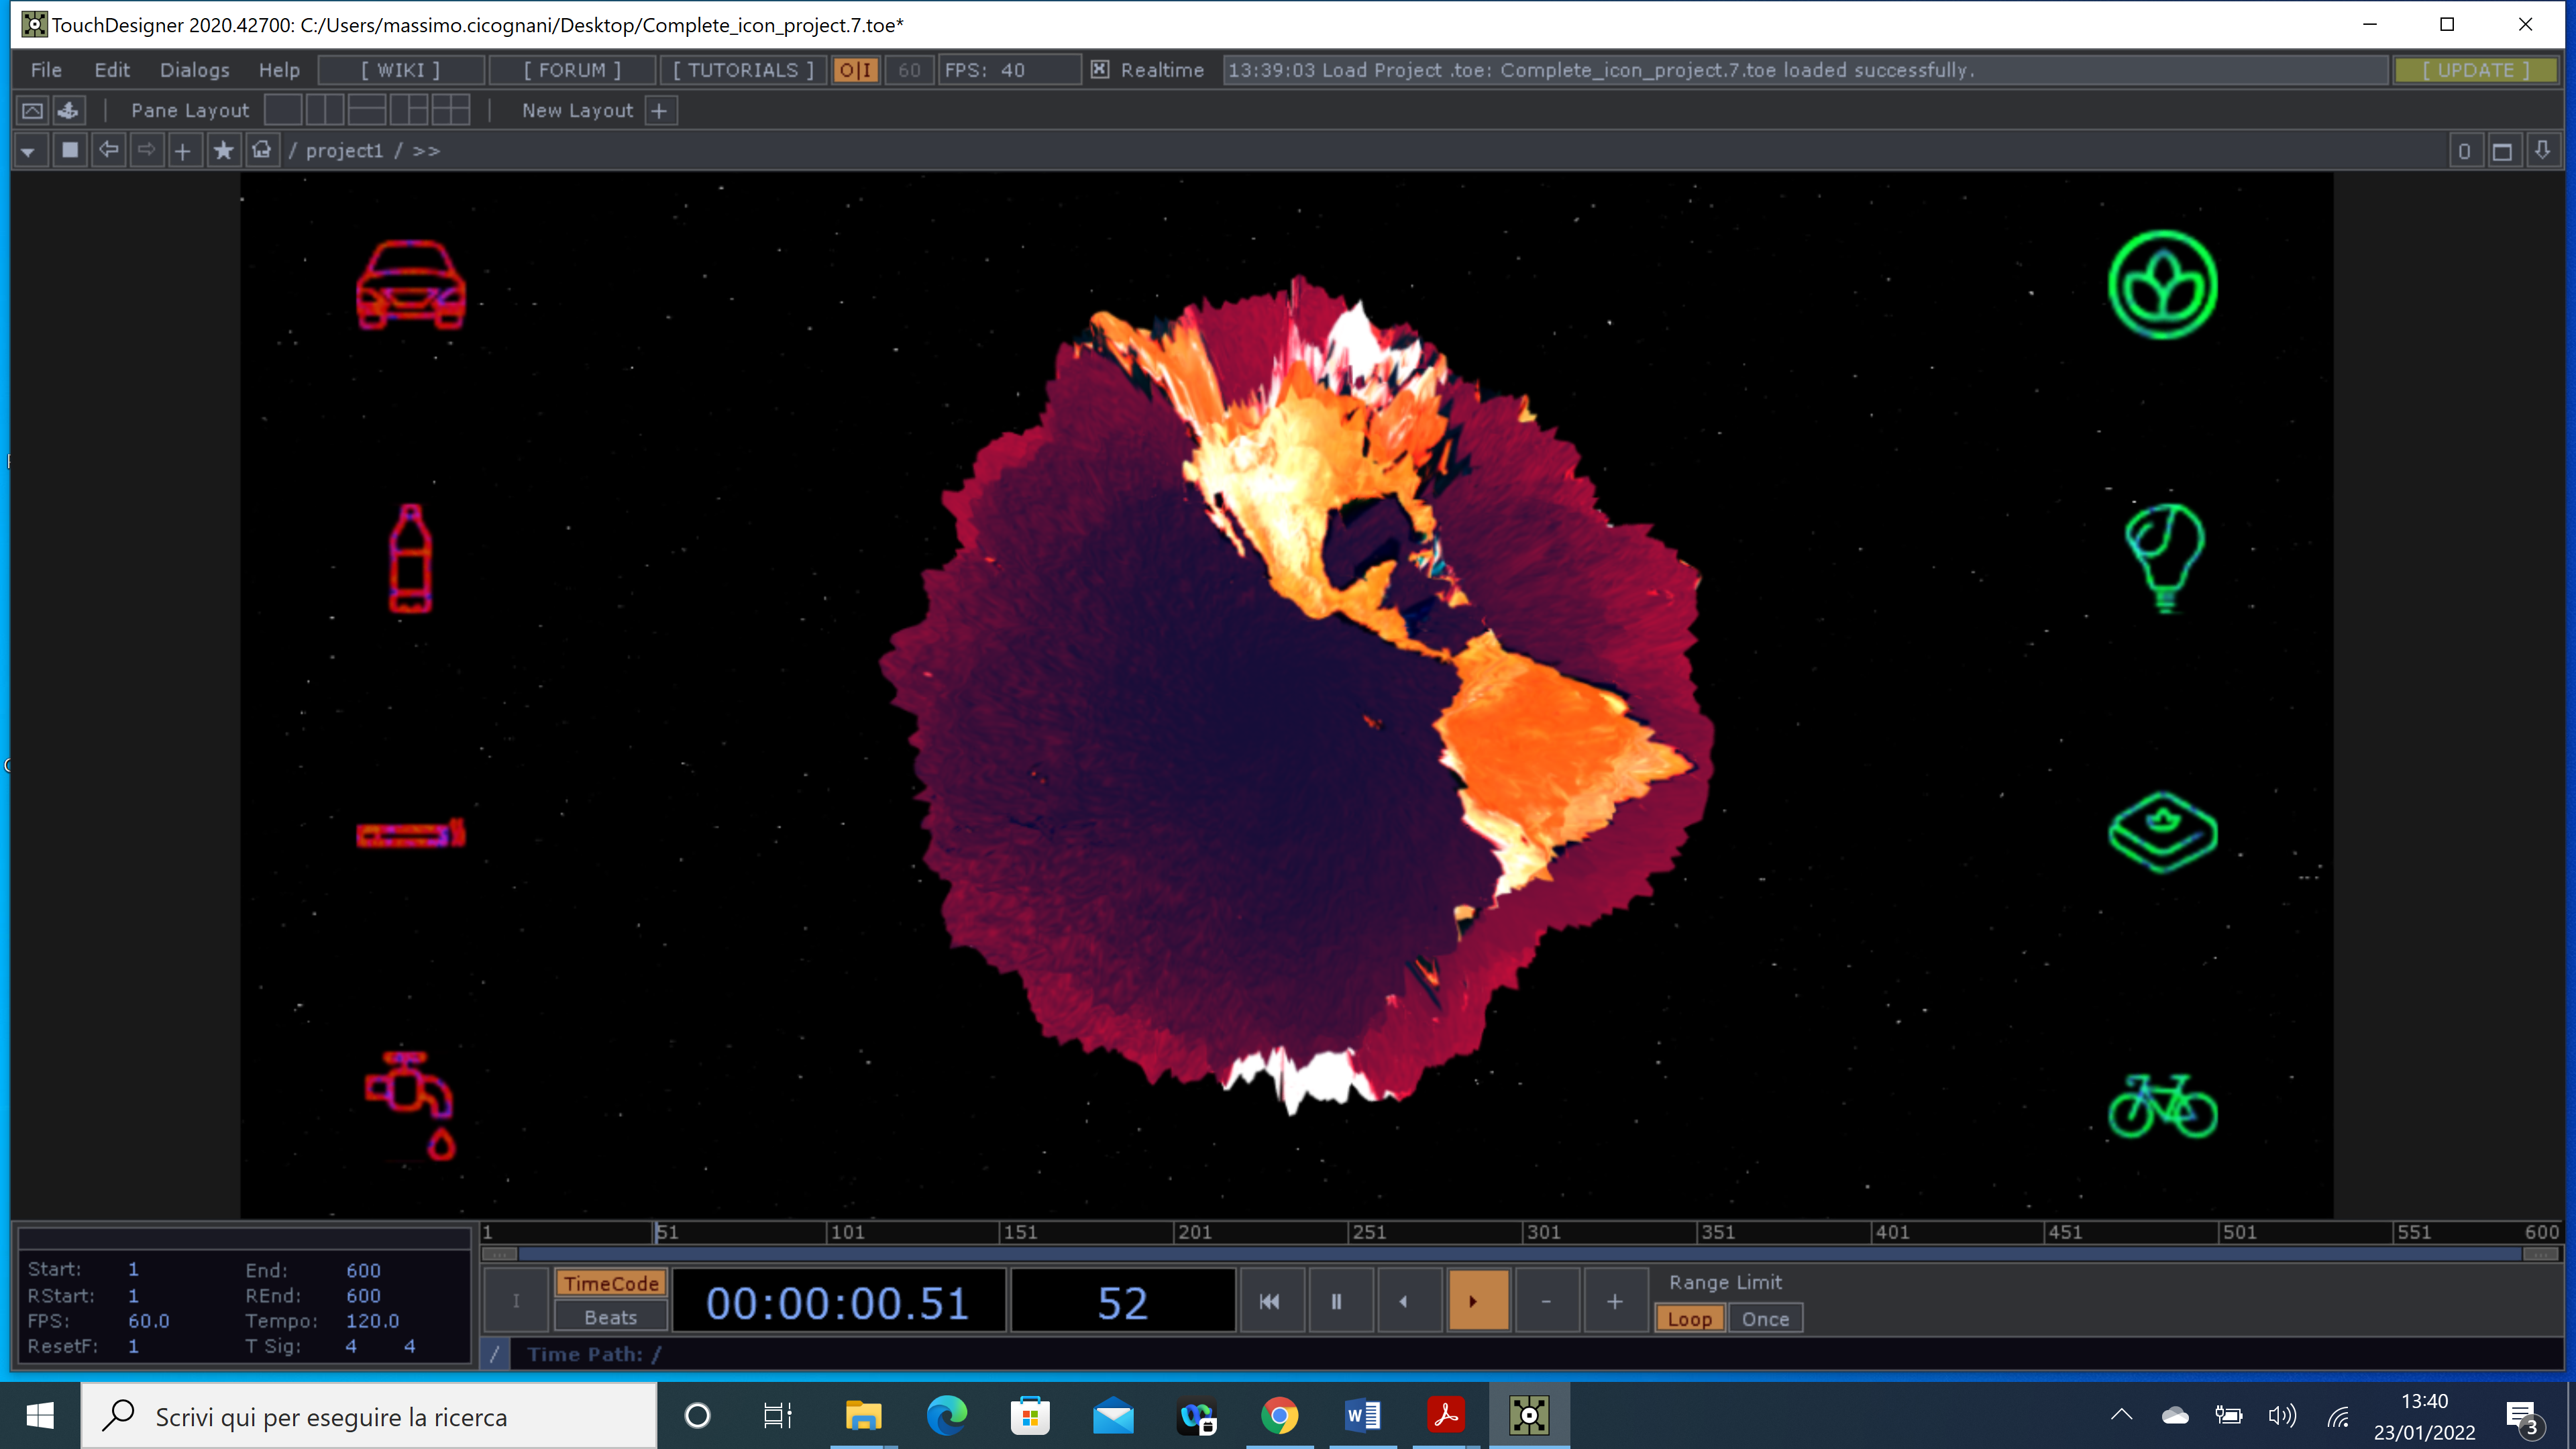 TouchDesigner 2020.42700: C:/Users/massimo.cicognani/Desktop/Complete_icon_project.7.toe*
File Edit Dialogs Help [ WIKI ] [ FORUM ] [ TUTORIALS ] O|I 60 FPS: 40 Realtime 13:39:03 Load Project .toe: Complete_icon_project.7.toe loaded successfully. [ UPDATE ]
Pane Layout New Layout +
/ project1 / >> 0
1 51 101 151 201 251 301 351 401 451 501 551 600
Start: 1 End: 600
RStart: 1 REnd: 600
FPS: 60.0 Tempo: 120.0
ResetF: 1 T Sig: 4 4
I TimeCode Beats 00:00:00.51 52 - + Range Limit
Loop Once
/ Time Path: /
Scrivi qui per eseguire la ricerca
13:40
23/01/2022
3